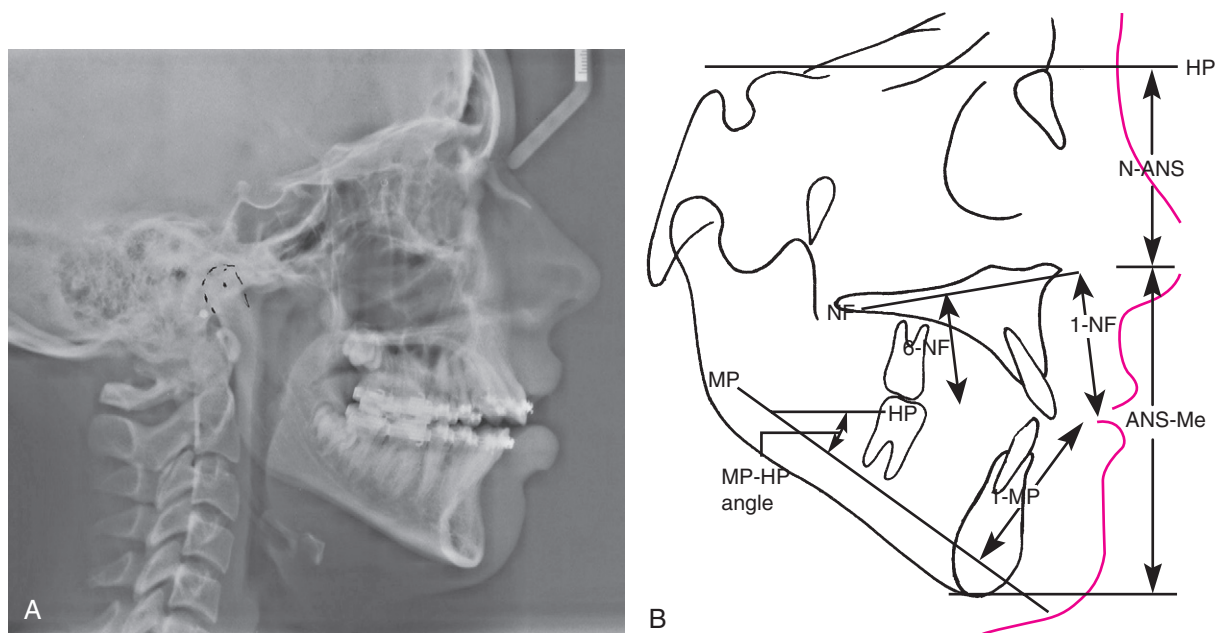 A
HP
N-ANS
NF
6-NF
1-NF
MP
HP
ANS-Me
MP-HP
angle
1-MP
B